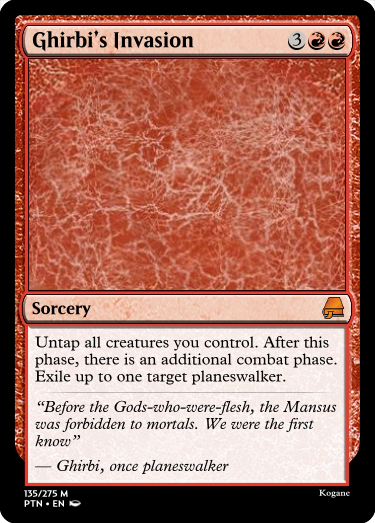 Ghirbi's Invasion 3
Sorcery
Untap all creatures you control. After this
phase, there is an additional combat phase.
Exile up to one target planeswalker.
“Before the Gods-who-were-flesh, the Mansus
was forbidden to mortals. We were the first
know”
— Ghirbi, once planeswalker
135/275 M
PTN • EN
Kogane